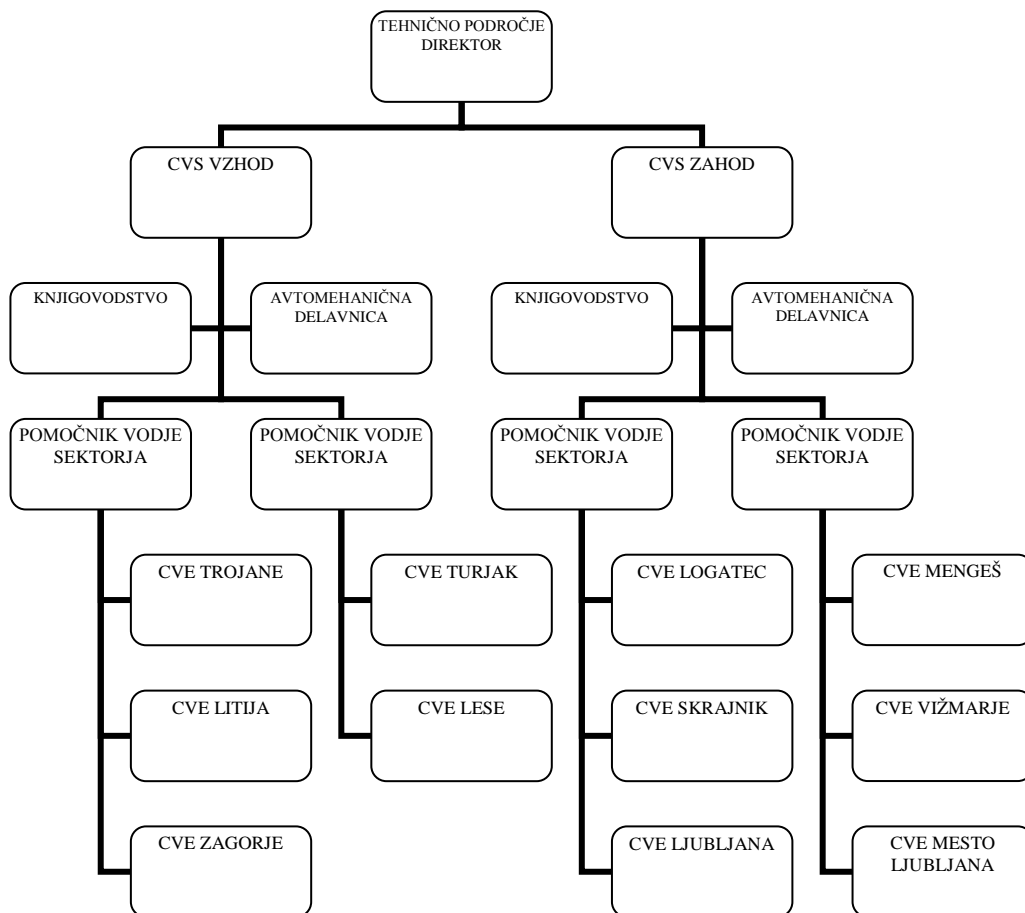 TEHNIČNO PODROČJE
DIREKTOR
CVS VZHOD
CVS ZAHOD
KNJIGOVODSTVO
AVTOMEHANIČNA
DELAVNICA
KNJIGOVODSTVO
AVTOMEHANIČNA
DELAVNICA
POMOČNIK VODJE
SEKTORJA
POMOČNIK VODJE
SEKTORJA
POMOČNIK VODJE
SEKTORJA
POMOČNIK VODJE
SEKTORJA
CVE TROJANE
CVE TURJAK
CVE LOGATEC
CVE MENGEŠ
CVE LITIJA
CVE LESE
CVE SKRAJNIK
CVE VIŽMARJE
CVE ZAGORJE
CVE LJUBLJANA
CVE MESTO
LJUBLJANA